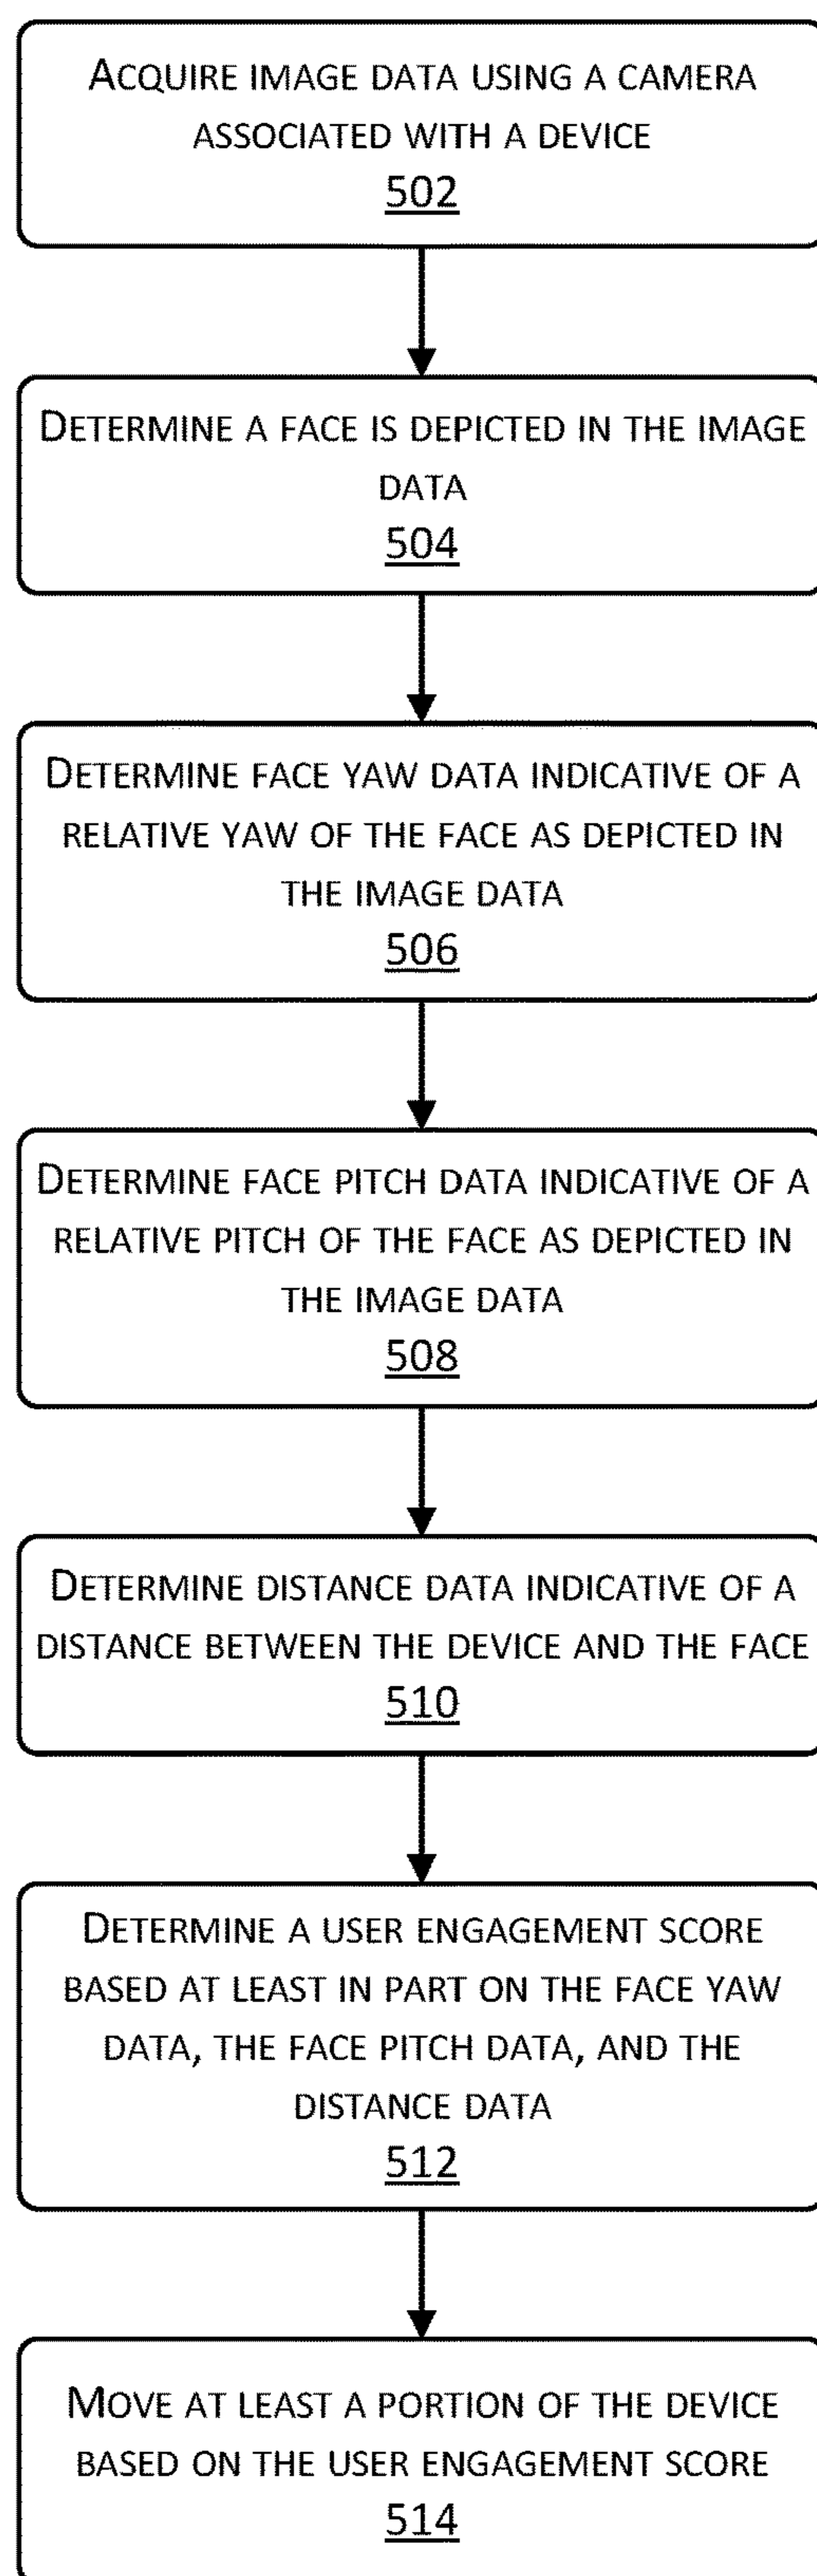 ACQUIRE IMAGE DATA USING A CAMERA
ASSOCIATED WITH A DEVICE
502
DETERMINE A FACE IS DEPICTED IN THE IMAGE
DATA
504
DETERMINE FACE YAW DATA INDICATIVE OF A
RELATIVE YAW OF THE FACE AS DEPICTED IN
THE IMAGE DATA
506
DETERMINE FACE PITCH DATA INDICATIVE OF A
RELATIVE PITCH OF THE FACE AS DEPICTED IN
THE IMAGE DATA
508
DETERMINE DISTANCE DATA INDICATIVE OF A
DISTANCE BETWEEN THE DEVICE AND THE FACE
510
DETERMINE A USER ENGAGEMENT SCORE
BASED AT LEAST IN PART ON THE FACE YAW
DATA, THE FACE PITCH DATA, AND THE
DISTANCE DATA
512
MOVE AT LEAST A PORTION OF THE DEVICE
BASED ON THE USER ENGAGEMENT SCORE
514